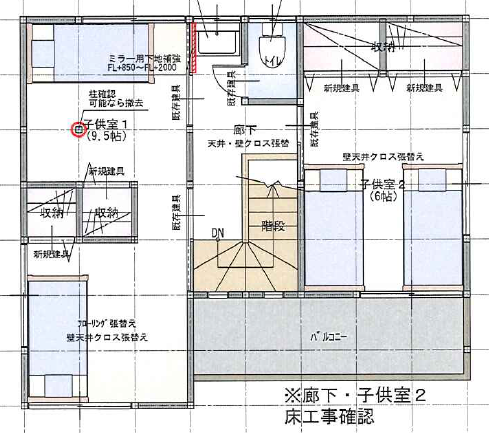 ミラー用下地補強
FL+850～FL+2000
トイレ
収納
既存建具
既存建具
新規建具
新規建具
柱確認
可能なら撤去
子供室1
(9.5帖)
廊下
天井・壁クロス張替
既存建具
壁天井クロス張替え
新規建具
子供室2
(6帖)
収納
収納
既存建具
階段
DN
新規建具
フローリング張替え
壁天井クロス張替え
バルコニー
※廊下・子供室2
床工事確認